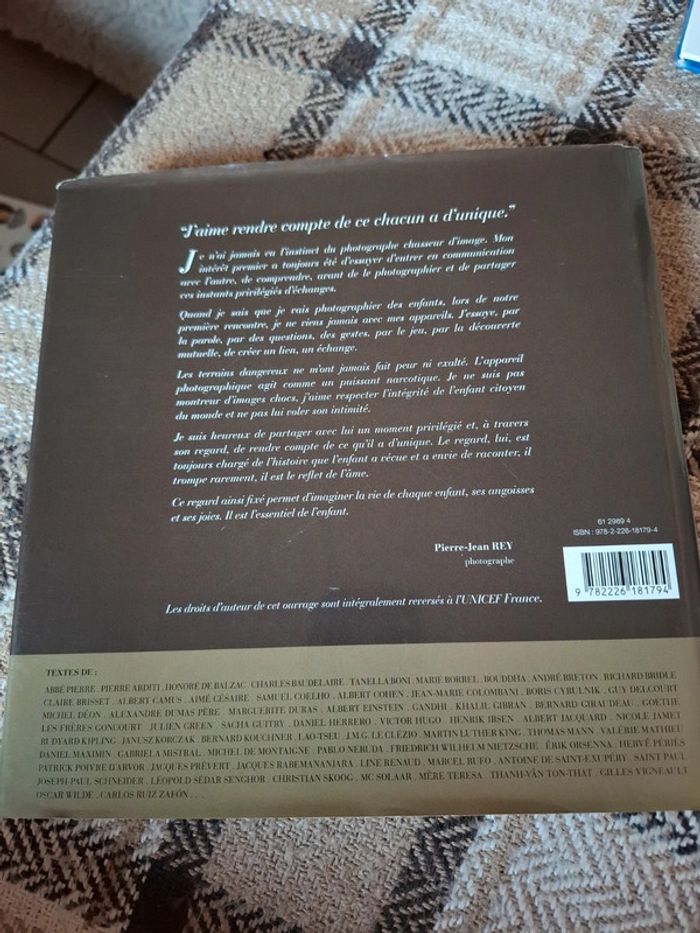 "J'aime rendre compte de ce chacun a d'unique."
Je n'ai jamais eu l'instinct du photographe chasseur d'image. Mon
intérêt premier a toujours été d'essayer d'entrer en communication
avec l'autre, de comprendre, avant de le photographier et de partager
ces instants privilégiés d'échanges.
Quand je sais que je vais photographier des enfants, lors de notre
première rencontre, je ne viens jamais avec mes appareils. J'essaye, par
la parole, par des questions, des gestes, par le jeu, par la découverte
mutuelle, de créer un lien, un échange.
Les terrains dangereux ne m'ont jamais fait peur ni exalté. L'appareil
photographique agit comme un puissant narcotique. Je ne suis pas
montreur d'images chocs, j'aime respecter l'intégrité de l'enfant citoyen
du monde et ne pas lui voler son intimité.
Je suis heureux de partager avec lui un moment privilégié et, à travers
son regard, de rendre compte de ce qu'il a d'unique. Le regard, lui, est
toujours chargé de l'histoire que l'enfant a vécue et a envie de raconter, il
trompe rarement, il est le reflet de l'âme.
Ce regard ainsi fixé permet d'imaginer la vie de chaque enfant, ses angoisses
et ses joies. Il est l'essentiel de l'enfant.
Pierre-Jean REY
photographe
61 2989 4
ISBN : 978-2-226-18179-4
9 782226 181794
Les droits d'auteur de cet ouvrage sont intégralement reversés à l'UNICEF France.
TEXTES DE :
ABBÉ PIERRE . PIERRE ARDITI . HONORÉ DE BALZAC . CHARLES BAUDELAIRE . TANELLA BONI . MARIE BORREL . BOUDDHA . ANDRÉ BRETON . RICHARD BRIDLE
CLAIRE BRISSET . ALBERT CAMUS . AIMÉ CÉSAIRE . SAMUEL COELHO . ALBERT COHEN . JEAN-MARIE COLOMBANI . BORIS CYRULNIK . GUY DELCOURT
MICHEL DÉON . ALEXANDRE DUMAS PÈRE . MARGUERITE DURAS . ALBERT EINSTEIN . GANDHI . KHALIL GIBRAN . BERNARD GIRAUDEAU . GOETHE
LES FRÈRES GONCOURT . JULIEN GREEN . SACHA GUITRY . DANIEL HERRERO . VICTOR HUGO . HENRIK IBSEN . ALBERT JACQUARD . NICOLE JAMET
RUDYARD KIPLING . JANUSZ KORCZAK . BERNARD KOUCHNER . LAO-TSEU . J.M.G. LE CLÉZIO . MARTIN LUTHER KING . THOMAS MANN . VALÉRIE MATHIEU
DANIEL MAXIMIN . GABRIELA MISTRAL . MICHEL DE MONTAIGNE . PABLO NERUDA . FRIEDRICH WILHELM NIETZSCHE . ÉRIK ORSENNA . HERVÉ PÉRIÈS
PATRICK POIVRE D'ARVOR . JACQUES PRÉVERT . JACQUES RABEMANANJARA . LINE RENAUD . MARCEL RUFO . ANTOINE DE SAINT-EXUPÉRY . SAINT PAUL
JOSEPH-PAUL SCHNEIDER . LÉOPOLD SÉDAR SENGHOR . CHRISTIAN SKOOG . MC SOLAAR . MÈRE TERESA . THANH-VÂN TON-THAT . GILLES VIGNEAULT
OSCAR WILDE . CARLOS RUIZ ZAFÓN . . .